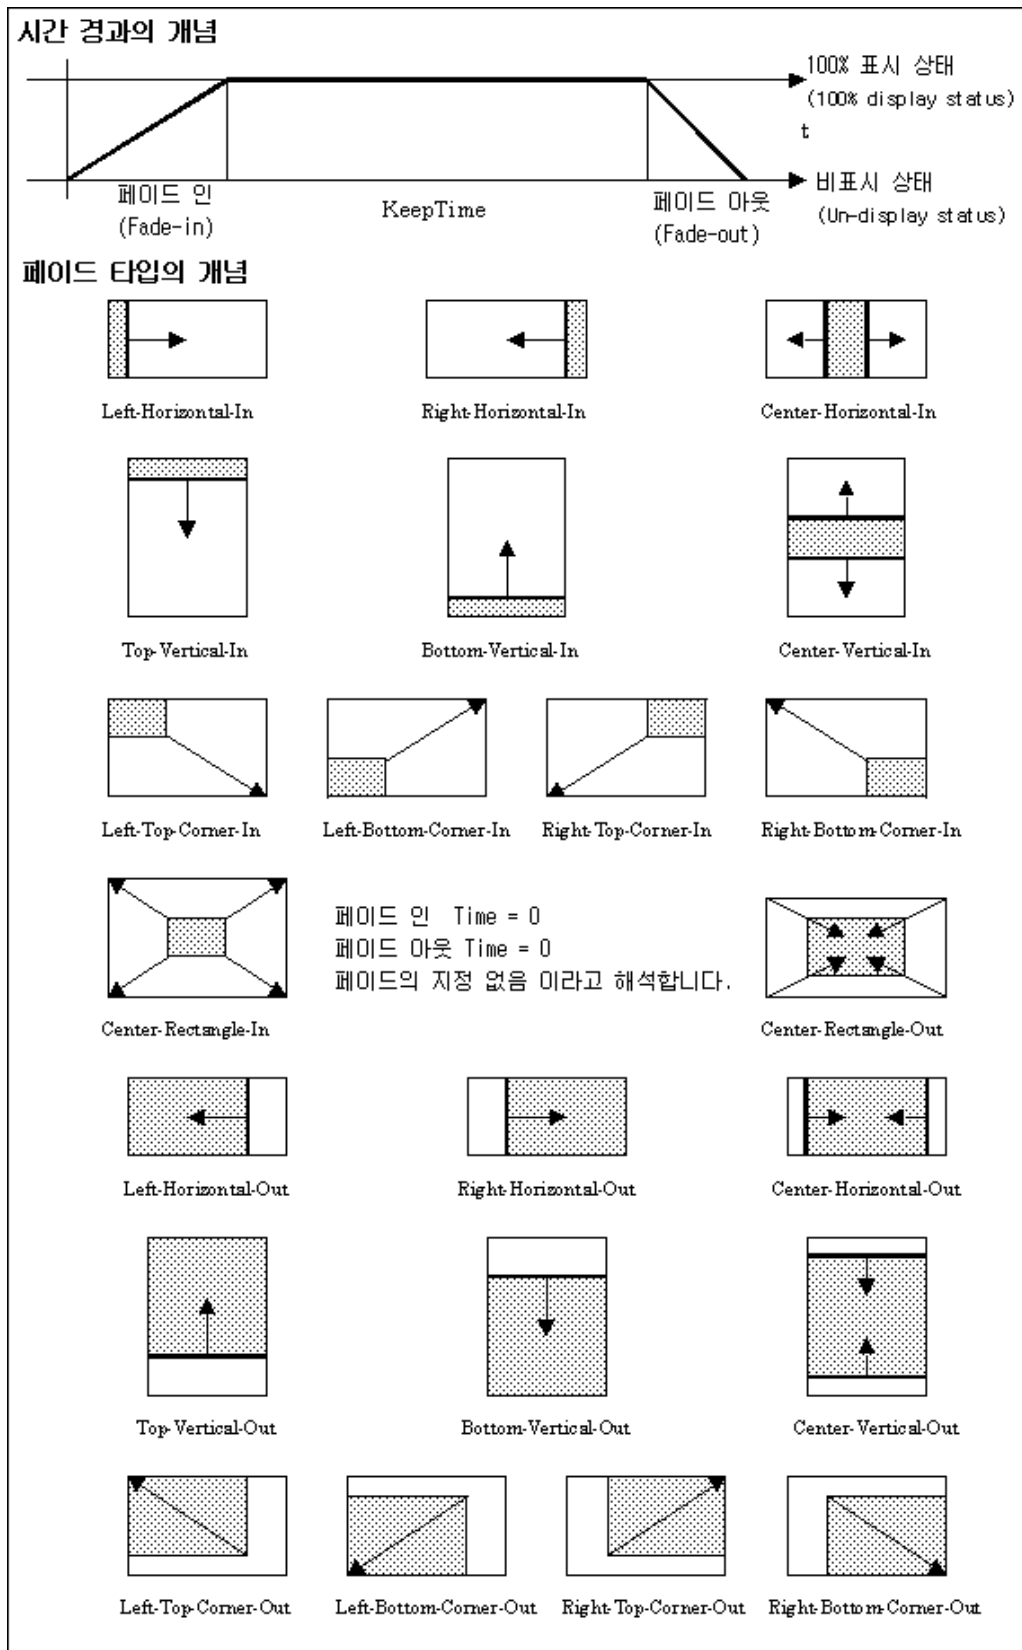 시간 경과의 개념
100% 표시 상태
(100% display status)
t
페이드 인
(Fade-in)
KeepTime
페이드 아웃
(Fade-out)
비표시 상태
(Un-display status)
페이드 타입의 개념
Left-Horizontal-In
Right-Horizontal-In
Center-Horizontal-In
Top-Vertical-In
Bottom-Vertical-In
Center-Vertical-In
Left-Top-Corner-In
Left-Bottom-Corner-In
Right-Top-Corner-In
Right-Bottom-Corner-In
Center-Rectangle-In
페이드 인 Time = 0
페이드 아웃 Time = 0
페이드의 지정 없음 이라고 해석합니다.
Center-Rectangle-Out
Left-Horizontal-Out
Right-Horizontal-Out
Center-Horizontal-Out
Top-Vertical-Out
Bottom-Vertical-Out
Center-Vertical-Out
Left-Top-Corner-Out
Left-Bottom-Corner-Out
Right-Top-Corner-Out
Right-Bottom-Corner-Out